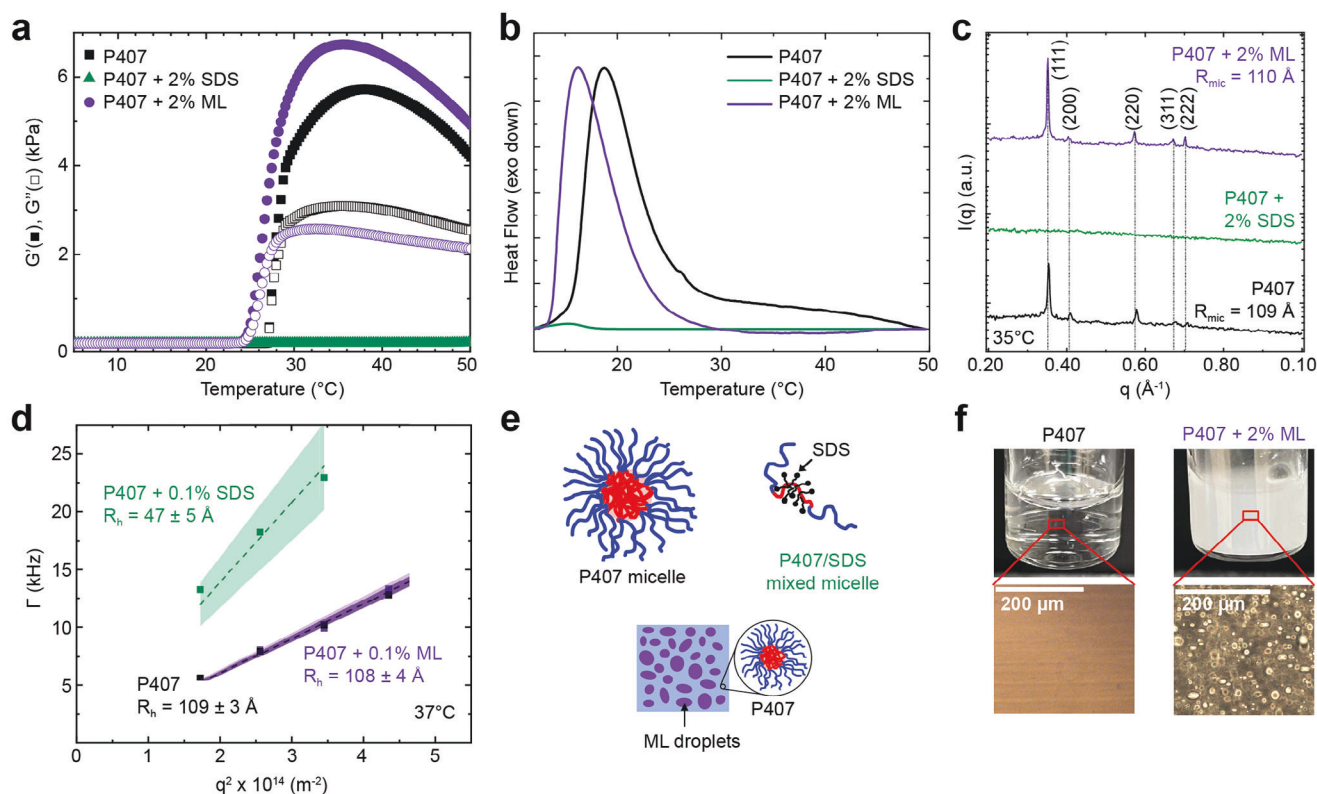 a
P407
P407 + 2% SDS
P407 + 2% ML
G'(■), G"(□) (kPa)
6
4
2
0
10
20
30
40
50
Temperature (°C)
b
P407
P407 + 2% SDS
P407 + 2% ML
Heat Flow (exo down)
20
30
40
50
Temperature (°C)
c
P407 + 2% ML
R_mic = 110 Å
(111)
(200)
(220)
(311)
(222)
P407 +
2% SDS
P407
R_mic = 109 Å
35°C
I(q) (a.u.)
0.20
0.40
0.60
0.80
0.10
q (Å⁻¹)
d
25
20
15
10
5
Γ (kHz)
P407 + 0.1% SDS
R_h = 47 ± 5 Å
P407 + 0.1% ML
R_h = 108 ± 4 Å
P407
R_h = 109 ± 3 Å
37°C
0
1
2
3
4
5
q² x 10¹⁴ (m⁻²)
e
P407 micelle
SDS
P407/SDS
mixed micelle
P407
ML droplets
f
P407
P407 + 2% ML
200 µm
200 µm